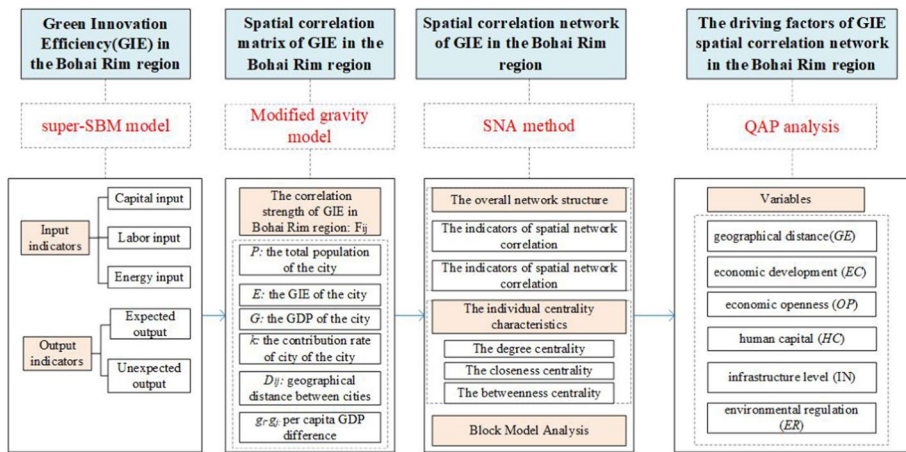 Green Innovation
Efficiency(GIE) in
the Bohai Rim region
super-SBM model
Input
indicators
Capital input
Labor input
Energy input
Output
indicators
Expected
output
Unexpected
output
Spatial correlation
matrix of GIE in the
Bohai Rim region
Modified gravity
model
The correlation
strength of GIE in
Bohai Rim region: Fij
P: the total population
of the city
E: the GIE of the city
G: the GDP of the city
k: the contribution
rate of city of the city
Dij: geographical
distance between cities
gi-gj: per capita GDP
difference
Spatial correlation network
of GIE in the Bohai Rim
region
SNA method
The overall network structure
The indicators of spatial network
correlation
The indicators of spatial network
correlation
The individual centrality
characteristics
The degree centrality
The closeness centrality
The betweenness centrality
Block Model Analysis
The driving factors of GIE
spatial correlation network
in the Bohai Rim region
QAP analysis
Variables
geographical distance(GE)
economic development (EC)
economic openness (OP)
human capital (HC)
infrastructure level (IN)
environmental regulation
(ER)